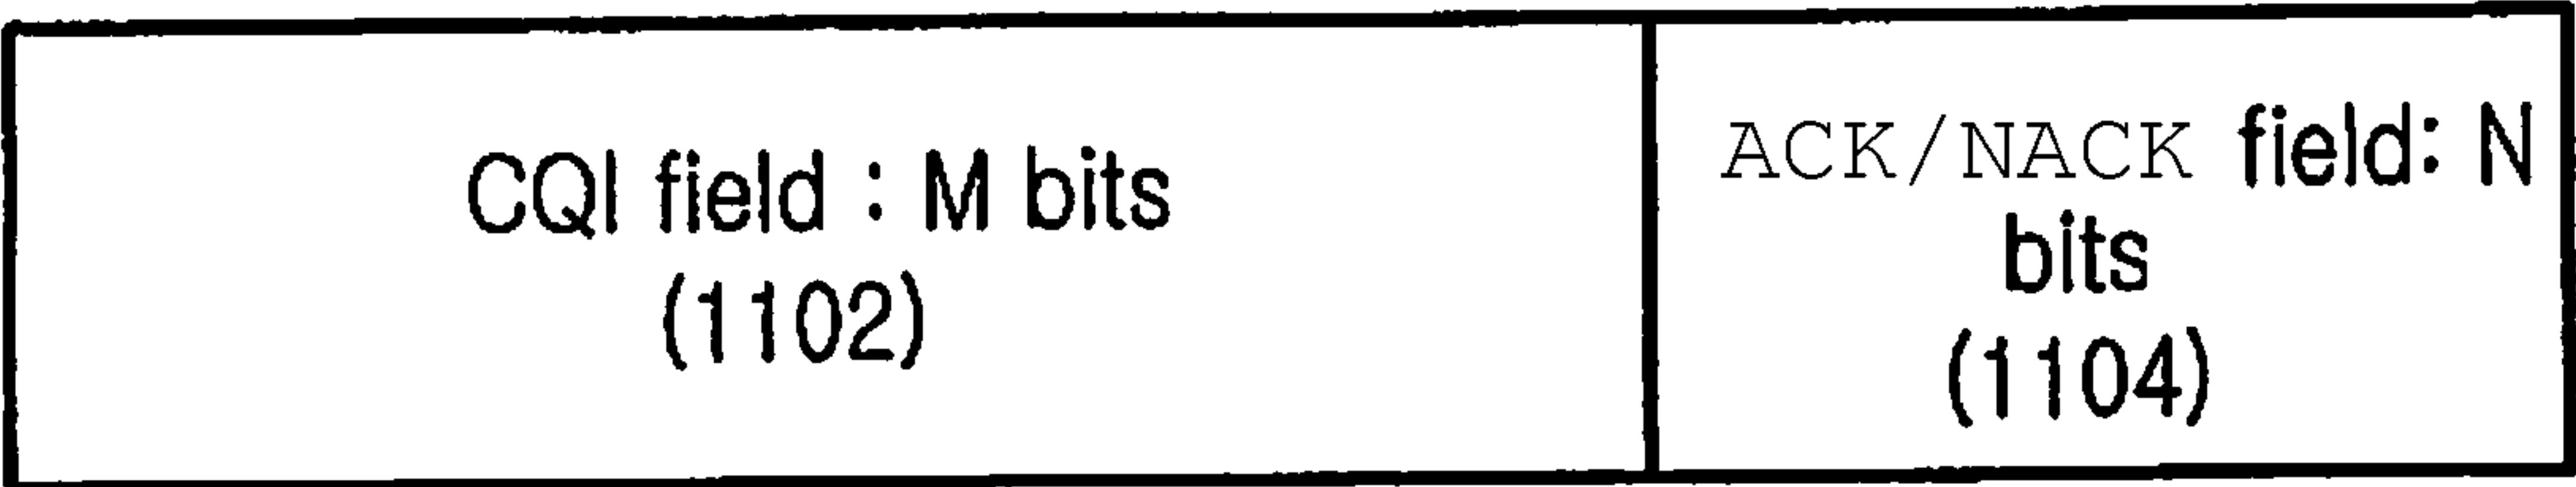 CQI field : M bits
(1102)
ACK/NACK field: N
bits
(1104)